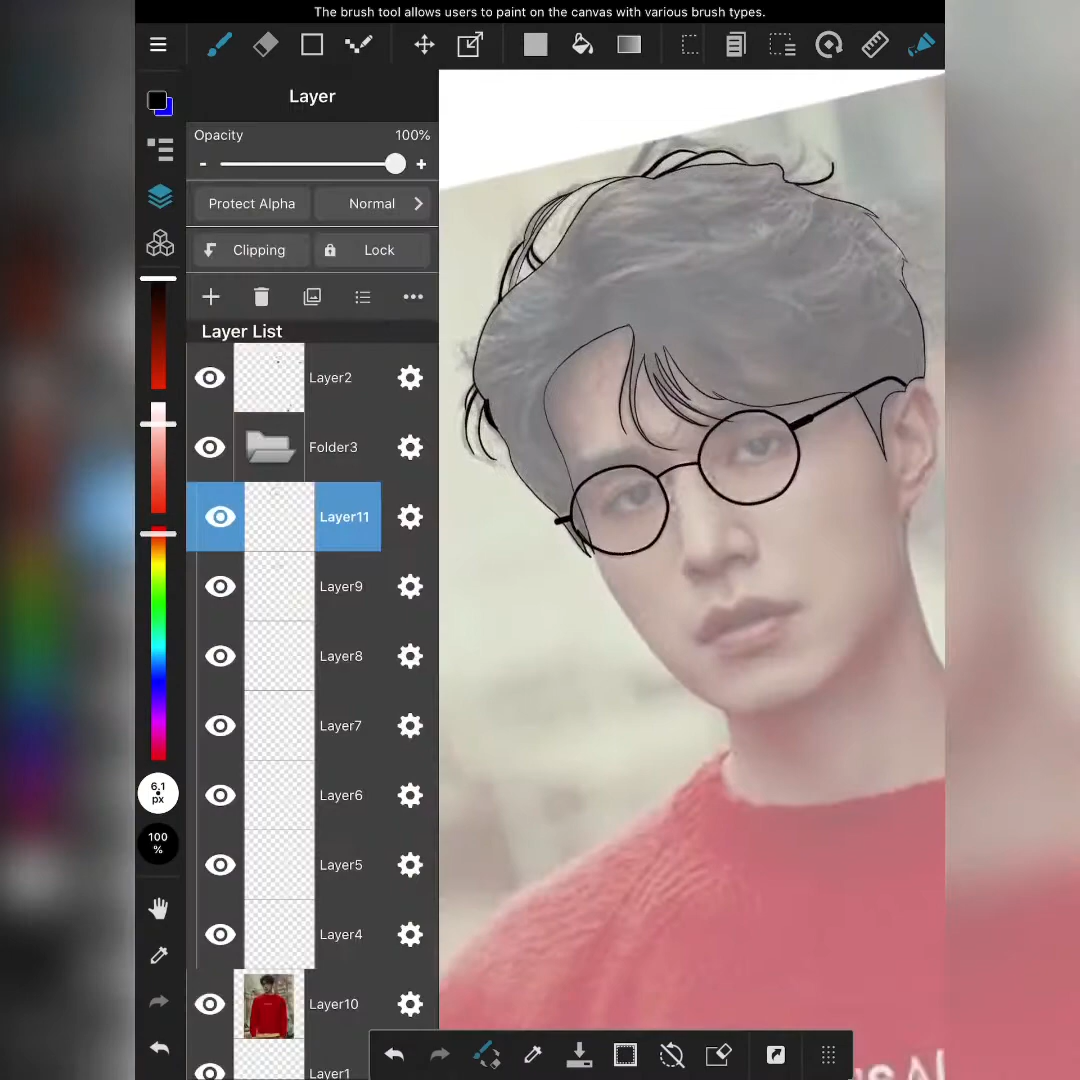 The brush tool allows users to paint on the canvas with various brush types.
Layer
Opacity 100%
- +
Protect Alpha Normal
Clipping Lock
Layer List
Layer2
Folder3
Layer11
Layer9
Layer8
Layer7
Layer6
Layer5
Layer4
Layer10
Layer1
6.1
px
100
%